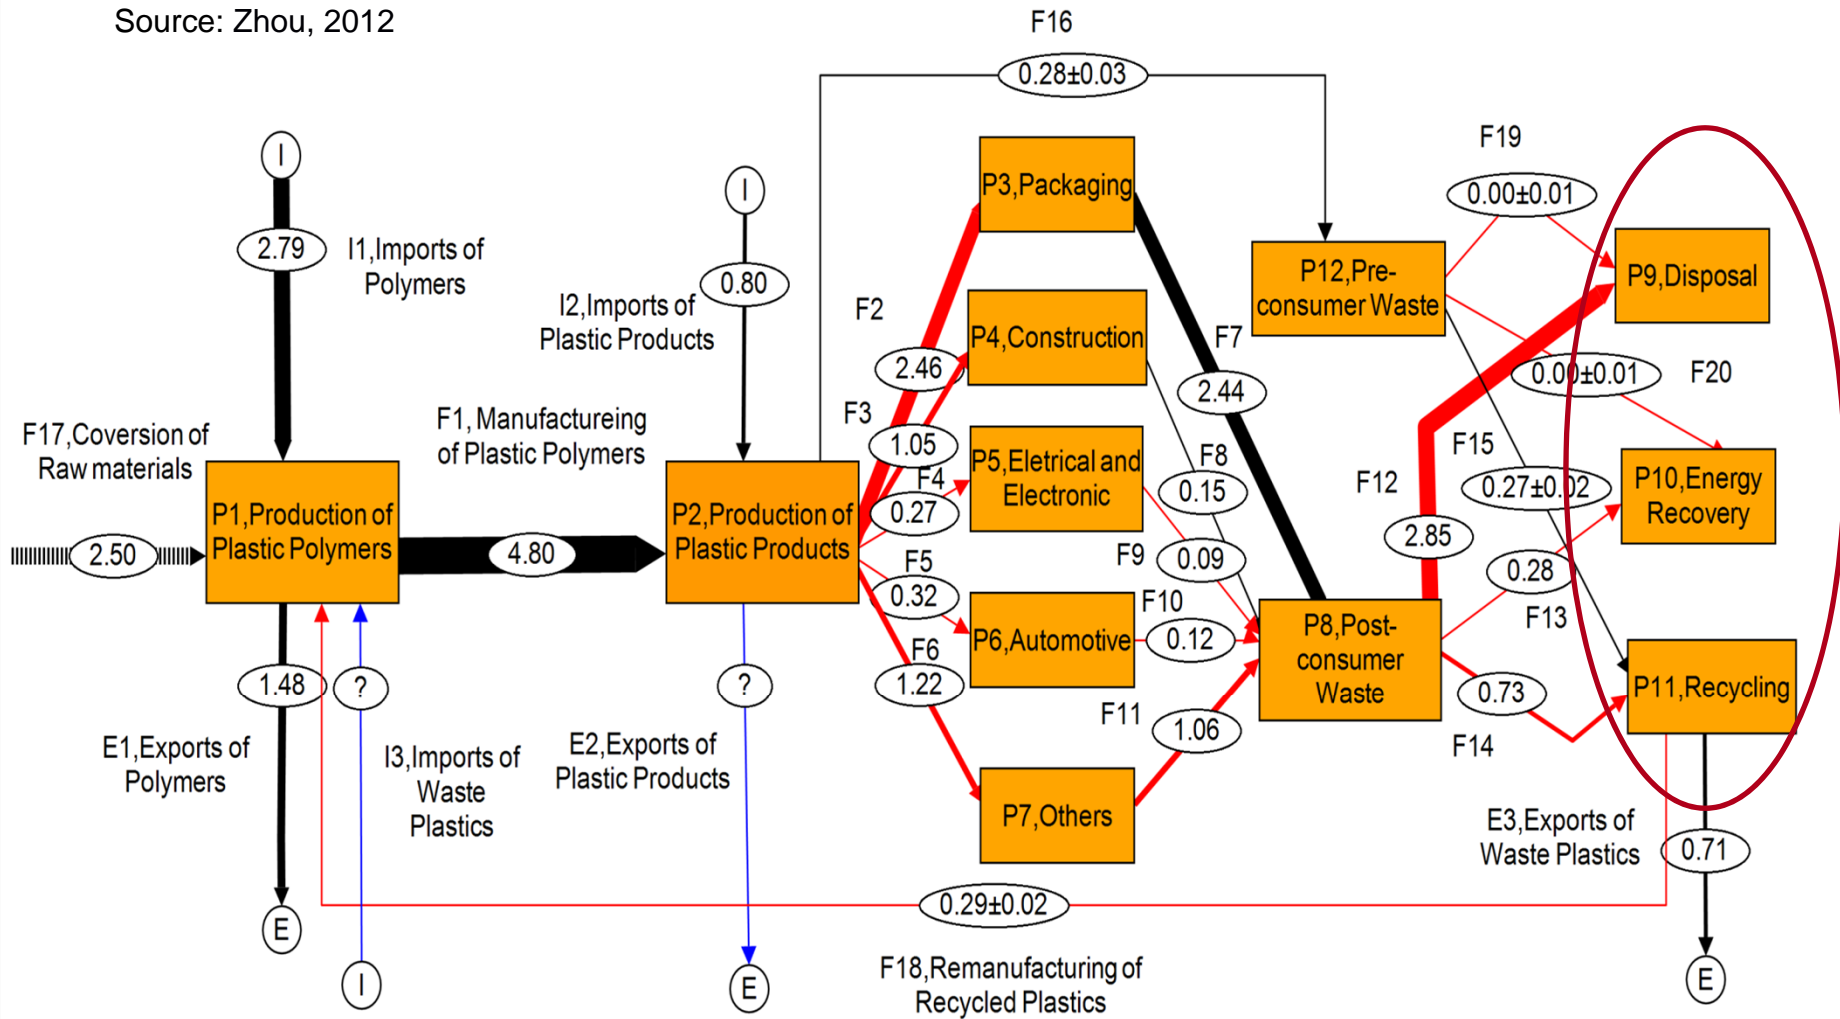 Source: Zhou, 2012
F16
0.28±0.03
I
2.79
I1,Imports of
Polymers
I
0.80
I2,Imports of
Plastic Products
F17,Coversion of
Raw materials
2.50
P1,Production of
Plastic Polymers
F1, Manufactureing
of Plastic Polymers
4.80
P2,Production of
Plastic Products
1.48
E1,Exports of
Polymers
E
?
I3,Imports of
Waste
Plastics
I
?
E2,Exports of
Plastic Products
E
F2
2.46
F3
1.05
F4
0.27
F5
0.32
F6
1.22
P3,Packaging
P4,Construction
P5,Eletrical and
Electronic
P6,Automotive
P7,Others
F7
2.44
F8
0.15
F9
0.09
F10
0.12
F11
1.06
P12,Pre-
consumer Waste
P8,Post-
consumer
Waste
F19
0.00±0.01
F20
0.00±0.01
F15
0.27±0.02
F12
2.85
F13
0.28
F14
0.73
P9,Disposal
P10,Energy
Recovery
P11,Recycling
E3,Exports of
Waste Plastics
0.71
E
0.29±0.02
F18,Remanufacturing of
Recycled Plastics